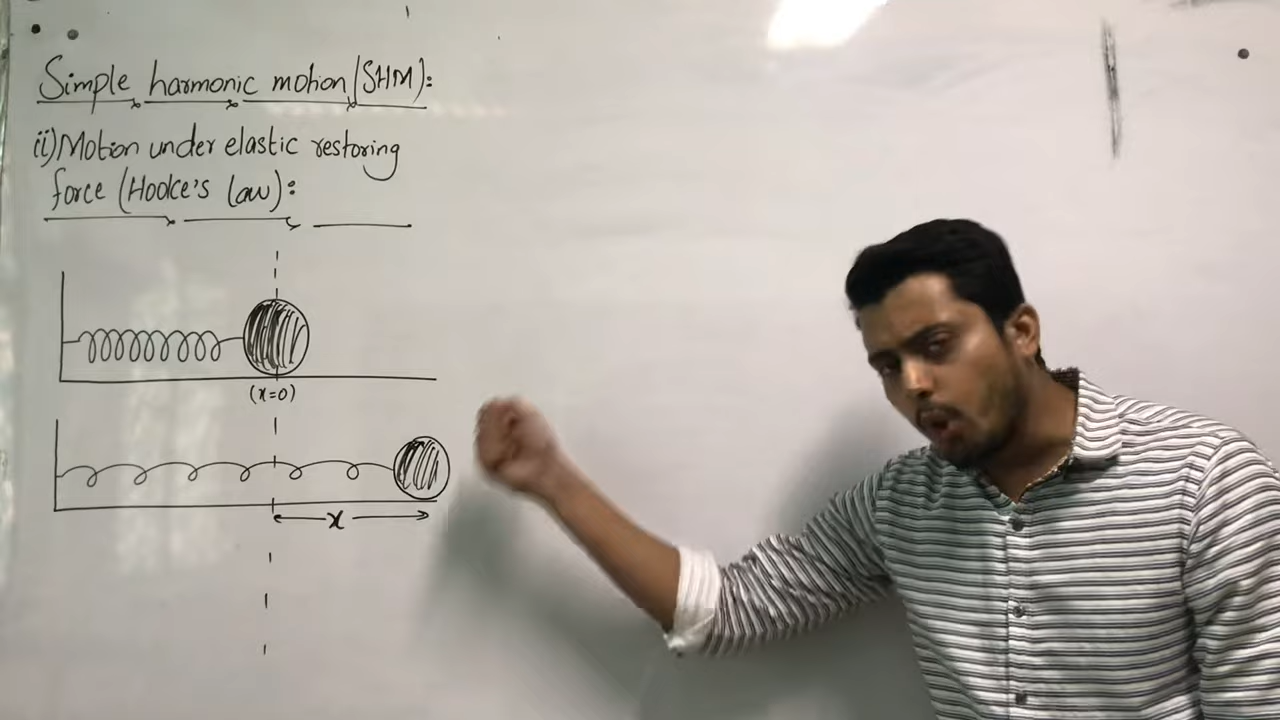 Simple harmonic motion (SHM):
ii) Motion under elastic restoring
force (Hooke's law):
(x=0)
x